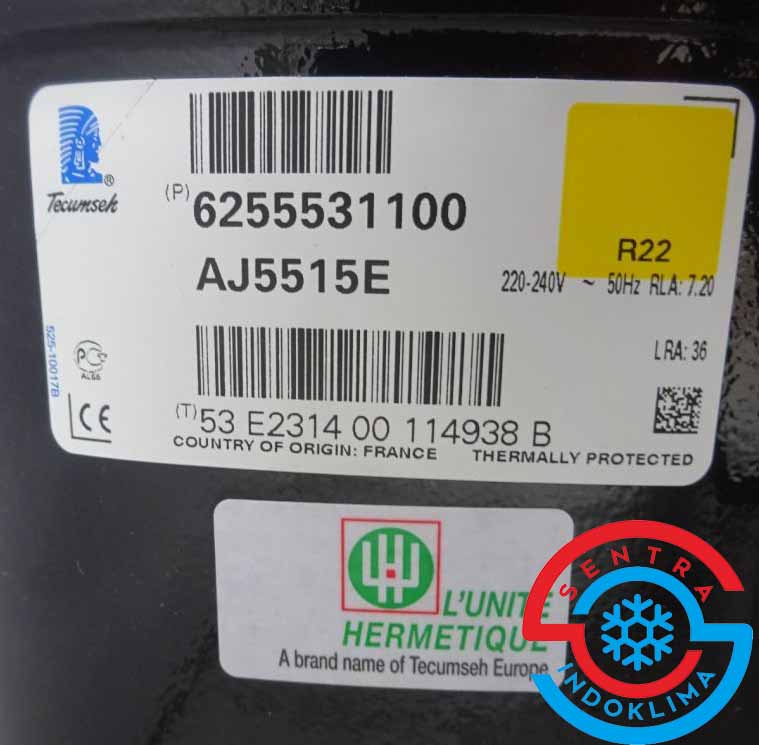 Tecumseh ®
(P) 6255531100
AJ5515E
R22
220-240V ~ 50Hz RLA: 7.20
LRA: 36
525-10017B
PC
CE
(T) 53 E2314 00 114938 B
COUNTRY OF ORIGIN: FRANCE THERMALLY PROTECTED
L'UNITE
HERMETIQUE
A brand name of Tecumseh Europe
SENTRA
INDOKLIMA